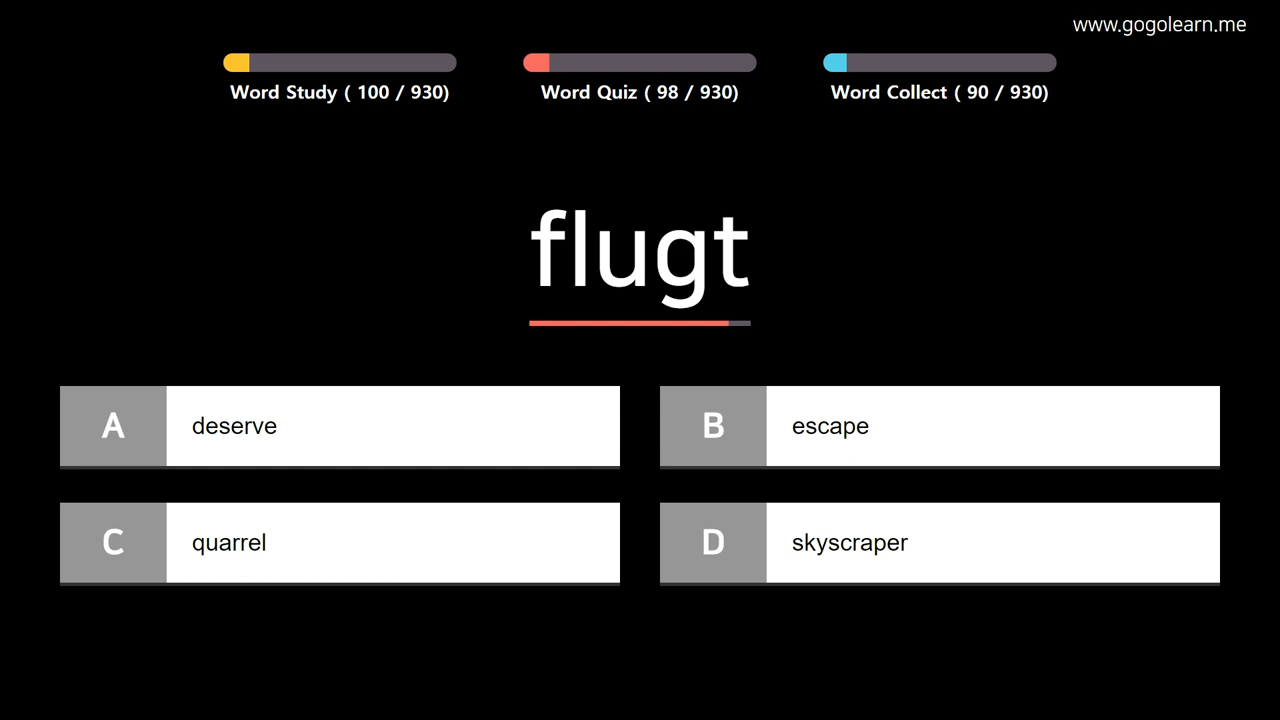 www.gogolearn.me
Word Study ( 100 / 930)
Word Quiz ( 98 / 930)
Word Collect ( 90 / 930)
flugt
A deserve
B escape
C quarrel
D skyscraper